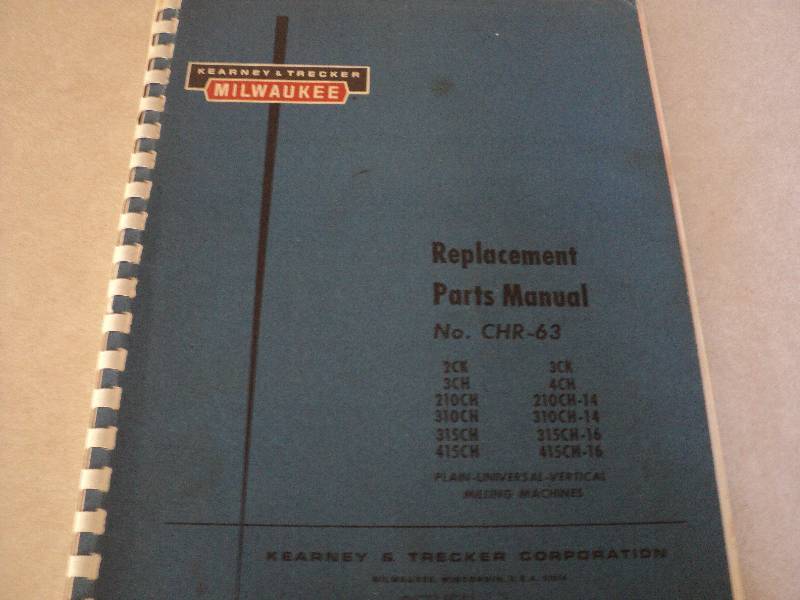 KEARNEY & TRECKER
MILWAUKEE
Replacement
Parts Manual
No. CHR-63
2CK 3CK
3CH 4CH
210CH 210CH-14
310CH 310CH-14
315CH 315CH-16
415CH 415CH-16
PLAIN-UNIVERSAL-VERTICAL
MILLING MACHINES
KEARNEY & TRECKER CORPORATION
MILWAUKEE, WISCONSIN, U.S.A.